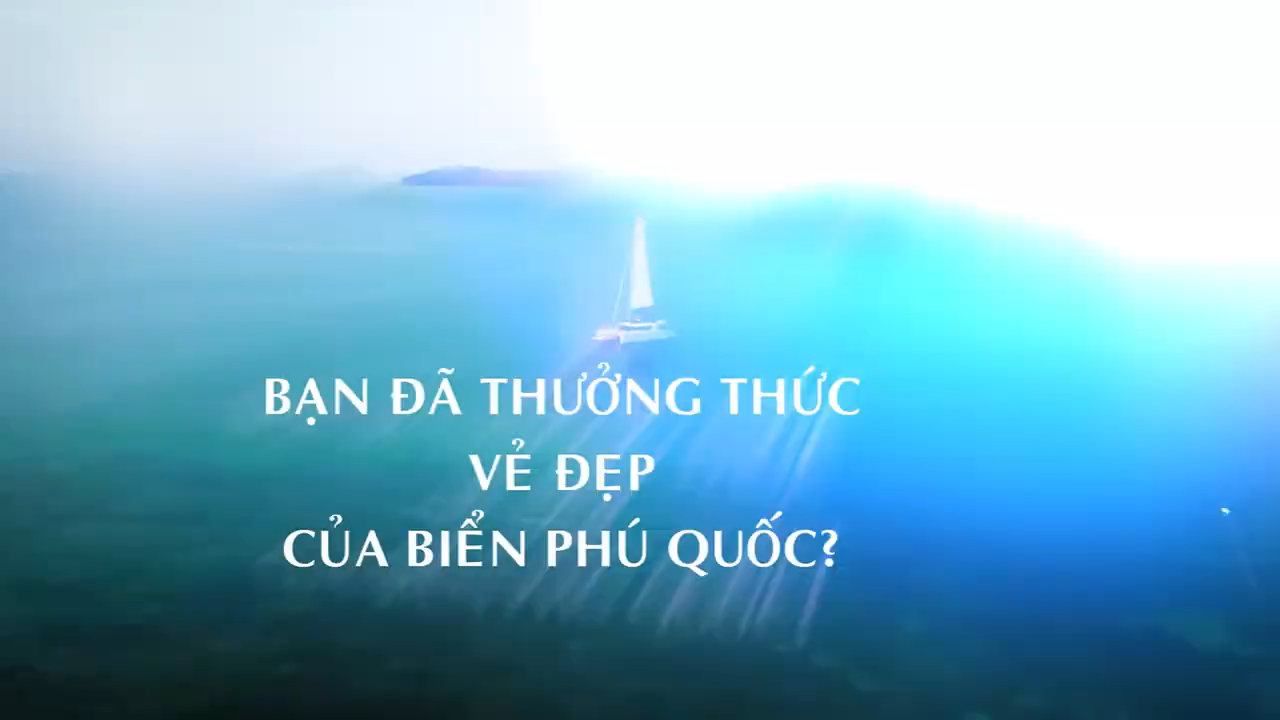 BẠN ĐÃ THƯỞNG THỨC
VẺ ĐẸP
CỦA BIỂN PHÚ QUỐC?